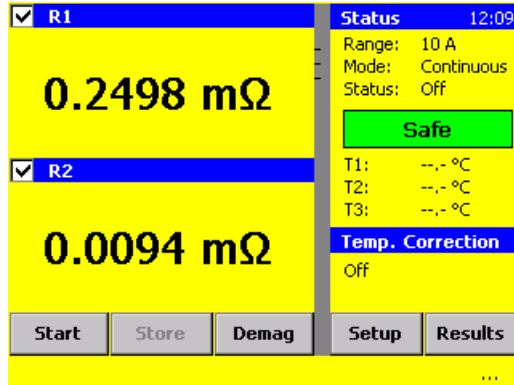 R1
0.2498 mΩ
R2
0.0094 mΩ
Status 12:09
Range: 10 A
Mode: Continuous
Status: Off
Safe
T1: --,- °C
T2: --,- °C
T3: --,- °C
Temp. Correction
Off
Start Store Demag Setup Results
...